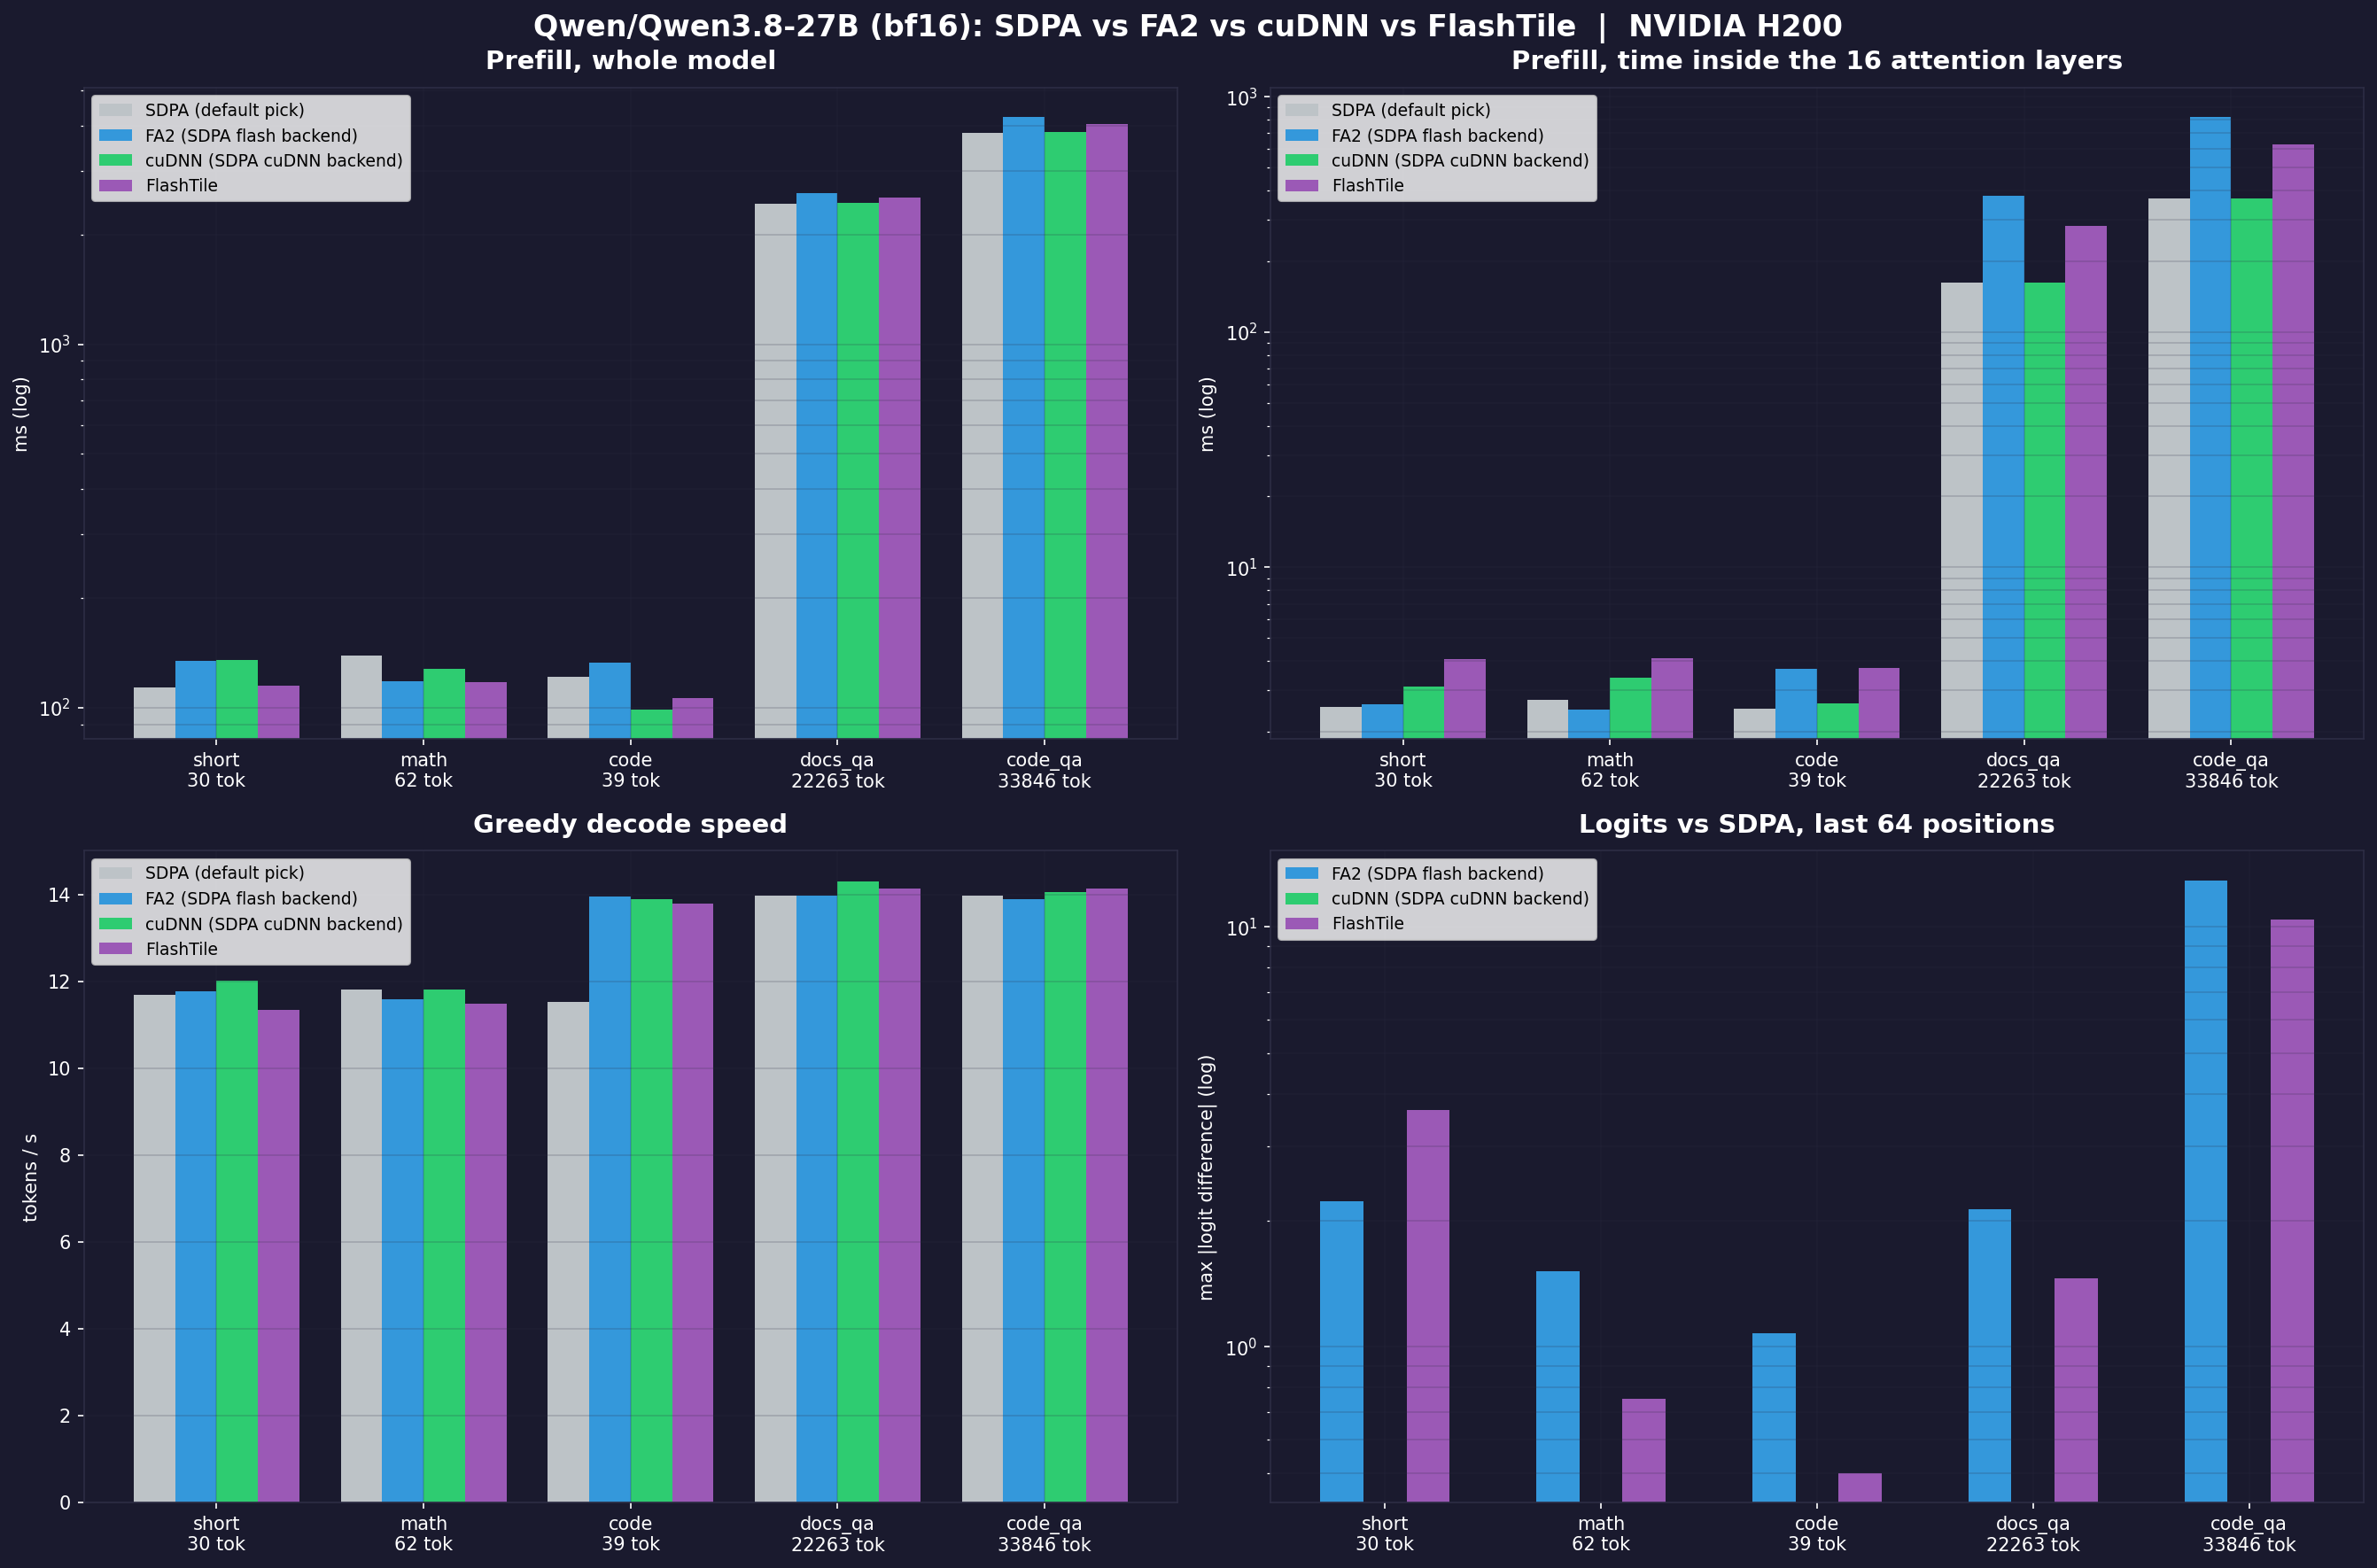 Qwen/Qwen3.8-27B (bf16): SDPA vs FA2 vs cuDNN vs FlashTile | NVIDIA H200
Prefill, whole model
SDPA (default pick)
FA2 (SDPA flash backend)
cuDNN (SDPA cuDNN backend)
FlashTile
ms (log)
10³
10²
short
30 tok
math
62 tok
code
39 tok
docs_qa
22263 tok
code_qa
33846 tok
Prefill, time inside the 16 attention layers
SDPA (default pick)
FA2 (SDPA flash backend)
cuDNN (SDPA cuDNN backend)
FlashTile
ms (log)
10³
10²
10¹
short
30 tok
math
62 tok
code
39 tok
docs_qa
22263 tok
code_qa
33846 tok
Greedy decode speed
SDPA (default pick)
FA2 (SDPA flash backend)
cuDNN (SDPA cuDNN backend)
FlashTile
tokens / s
14
12
10
8
6
4
2
0
short
30 tok
math
62 tok
code
39 tok
docs_qa
22263 tok
code_qa
33846 tok
Logits vs SDPA, last 64 positions
FA2 (SDPA flash backend)
cuDNN (SDPA cuDNN backend)
FlashTile
max |logit difference| (log)
10¹
10⁰
short
30 tok
math
62 tok
code
39 tok
docs_qa
22263 tok
code_qa
33846 tok